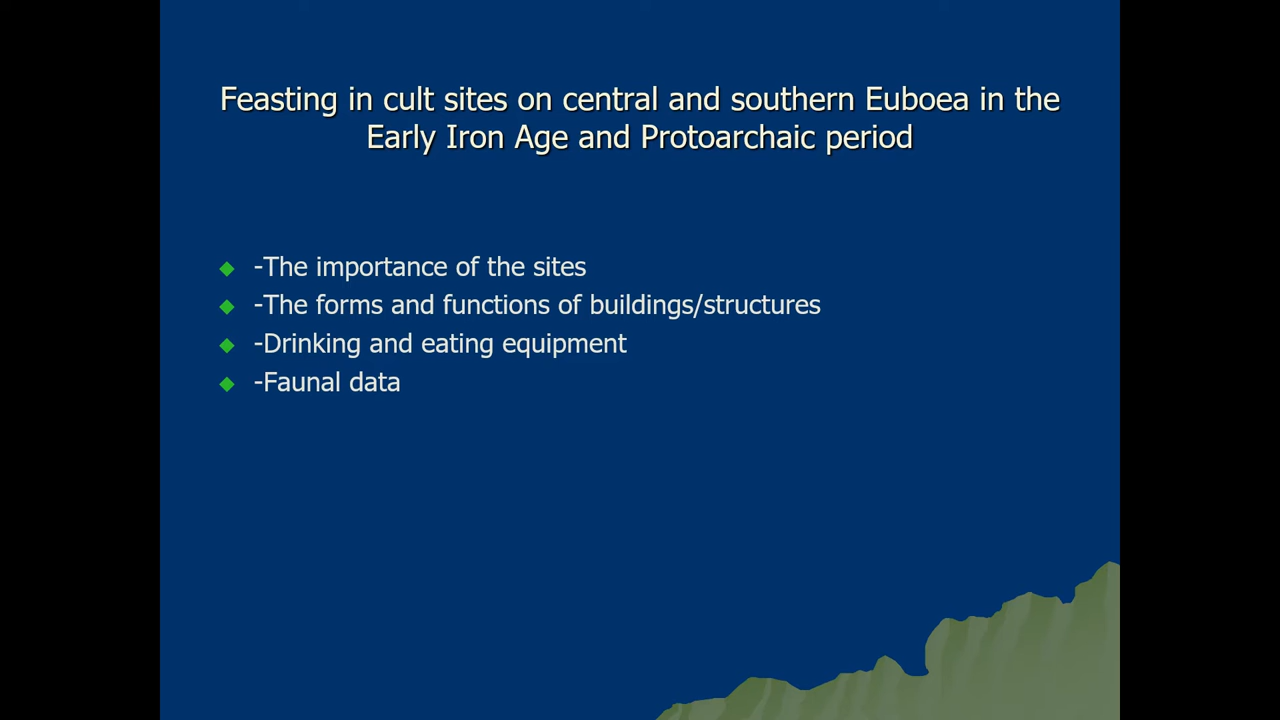 Feasting in cult sites on central and southern Euboea in the
Early Iron Age and Protoarchaic period
-The importance of the sites
-The forms and functions of buildings/structures
-Drinking and eating equipment
-Faunal data